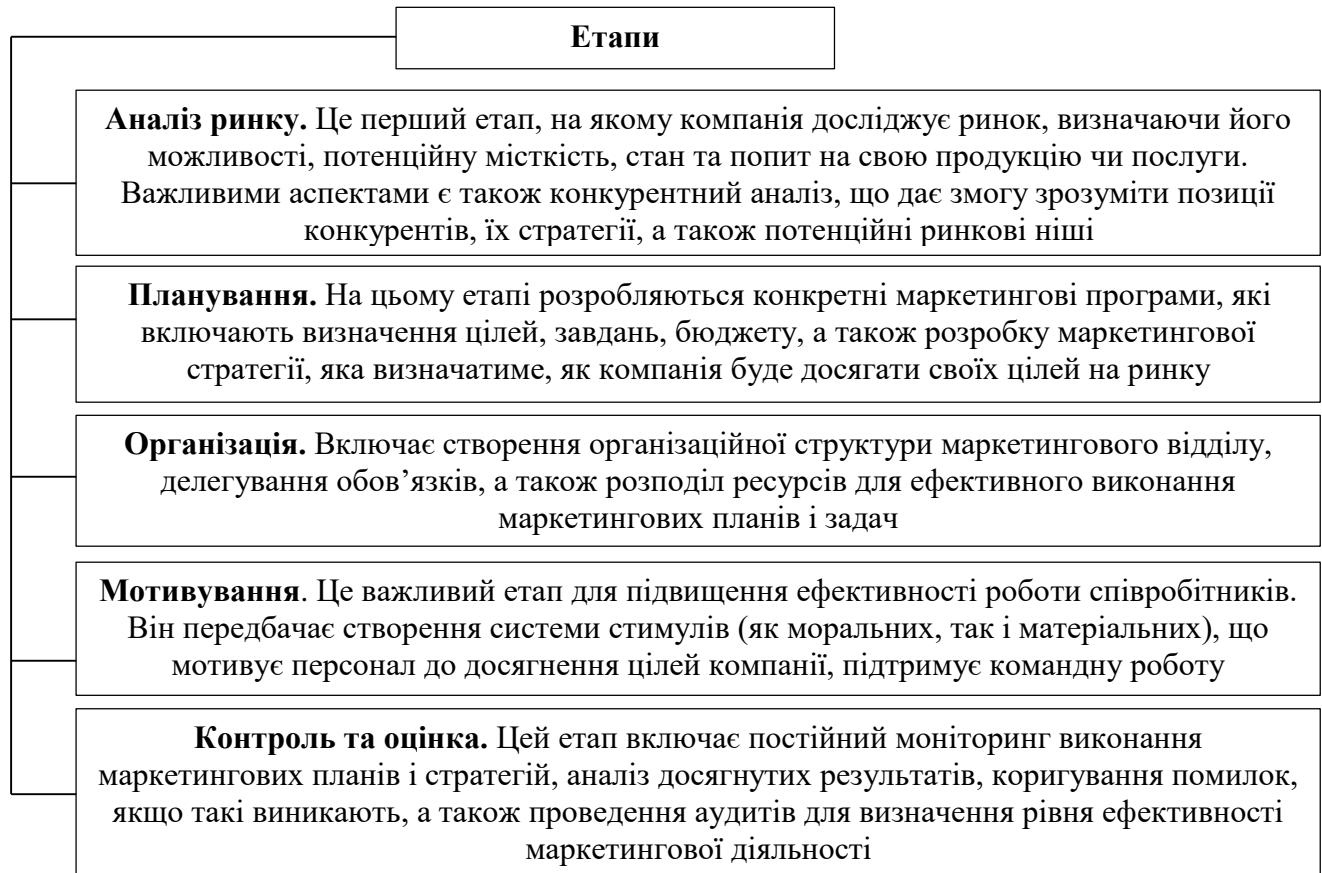 Етапи
Аналіз ринку. Це перший етап, на якому компанія досліджує ринок, визначаючи його
можливості, потенційну місткість, стан та попит на свою продукцію чи послуги.
Важливими аспектами є також конкурентний аналіз, що дає змогу зрозуміти позиції
конкурентів, їх стратегії, а також потенційні ринкові ніші
Планування. На цьому етапі розробляються конкретні маркетингові програми, які
включають визначення цілей, завдань, бюджету, а також розробку маркетингової
стратегії, яка визначатиме, як компанія буде досягати своїх цілей на ринку
Організація. Включає створення організаційної структури маркетингового відділу,
делегування обов’язків, а також розподіл ресурсів для ефективного виконання
маркетингових планів і задач
Мотивування. Це важливий етап для підвищення ефективності роботи співробітників.
Він передбачає створення системи стимулів (як моральних, так і матеріальних), що
мотивує персонал до досягнення цілей компанії, підтримує командну роботу
Контроль та оцінка. Цей етап включає постійний моніторинг виконання
маркетингових планів і стратегій, аналіз досягнутих результатів, коригування помилок,
якщо такі виникають, а також проведення аудитів для визначення рівня ефективності
маркетингової діяльності